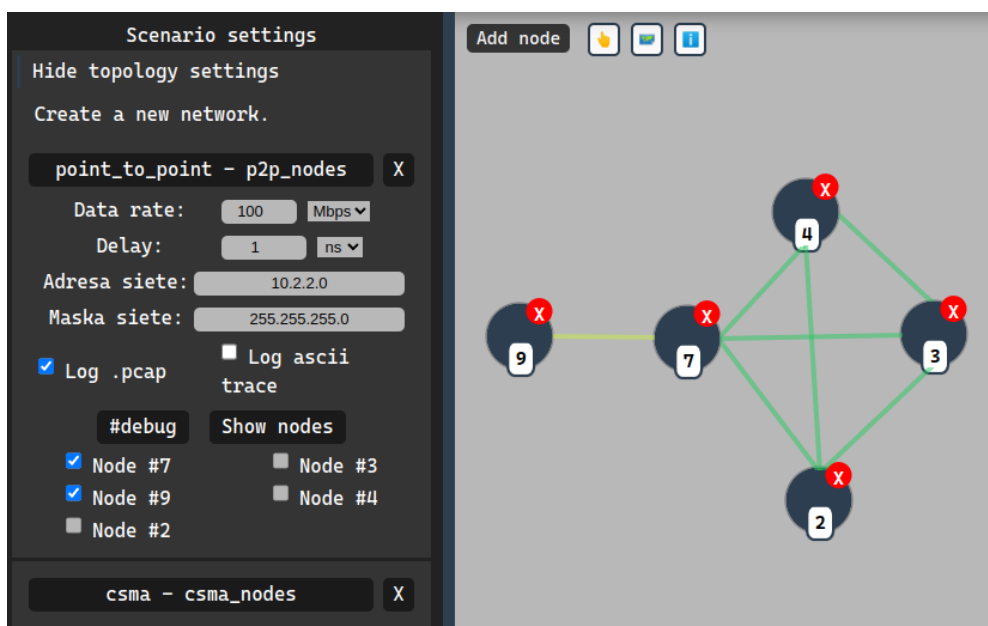 Scenario settings
Hide topology settings
Create a new network.
point_to_point - p2p_nodes X
Data rate: 100 Mbps
Delay: 1 ns
Adresa siete: 10.2.2.0
Maska siete: 255.255.255.0
Log .pcap
Log ascii
trace
#debug Show nodes
Node #7 Node #3
Node #9 Node #4
Node #2
csma - csma_nodes X
Add node
X
4
X
9
X
7
X
3
X
2